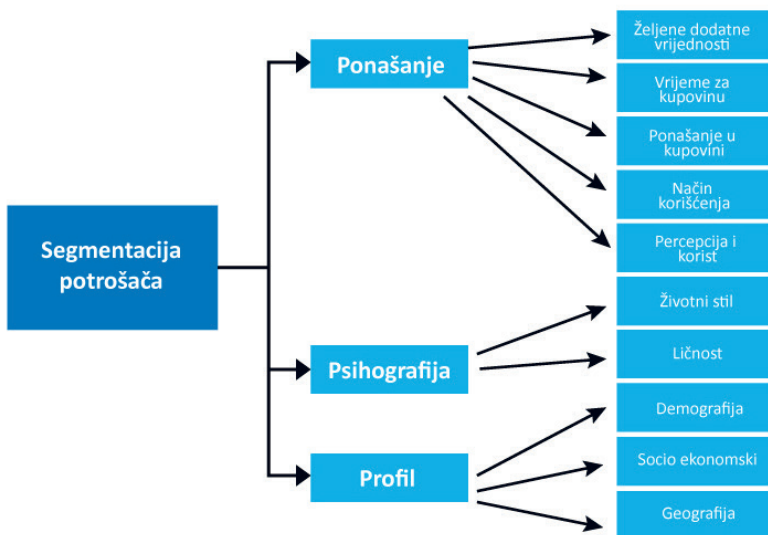 Segmentacija
potrošača
Ponašanje
Željene dodatne
vrijednosti
Vrijeme za
kupovinu
Ponašanje u
kupovini
Način
korišćenja
Percepcija i
korist
Psihografija
Životni stil
Ličnost
Profil
Demografija
Socio ekonomski
Geografija